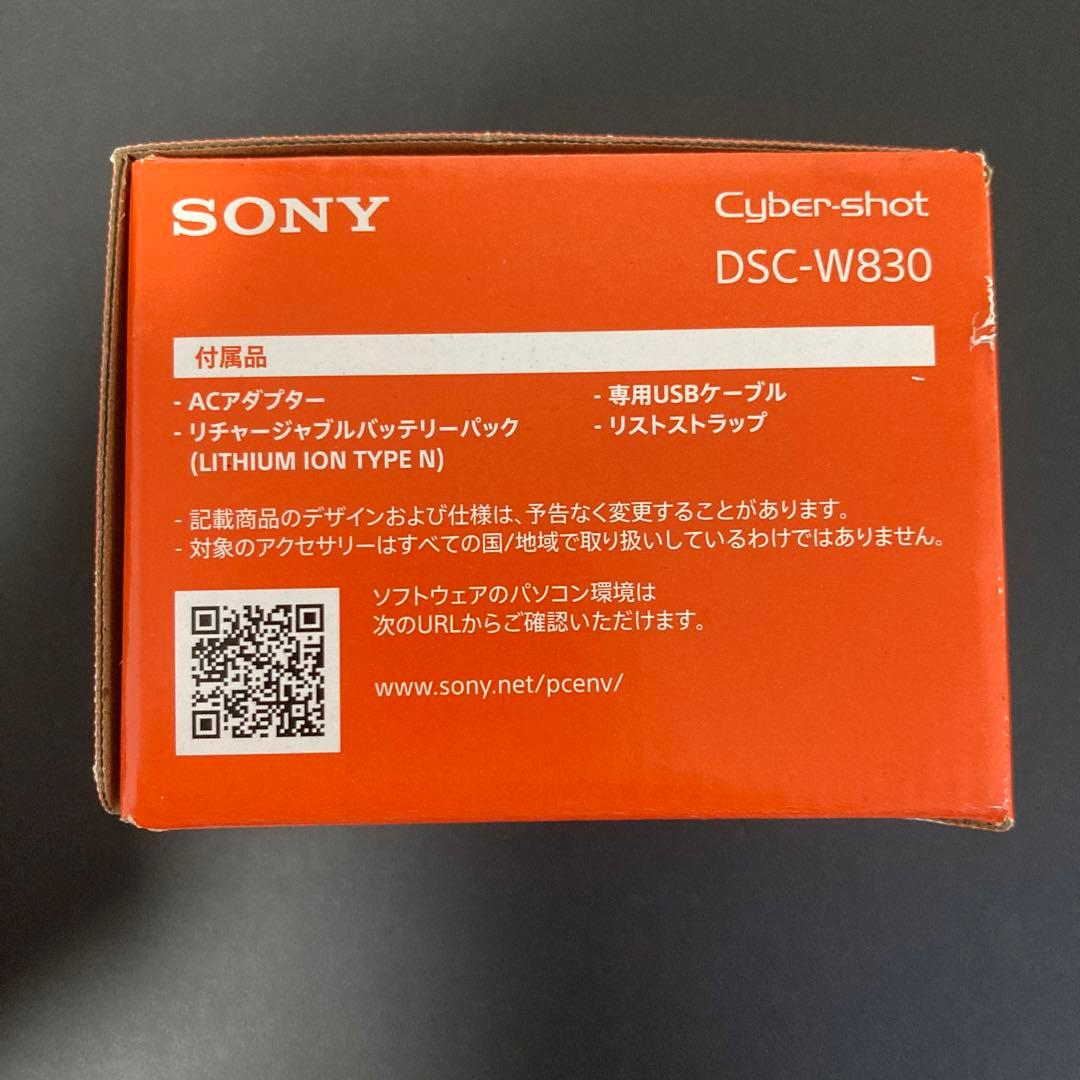 SONY
Cyber-shot
DSC-W830
付属品
- ACアダプター
- リチャージャブルバッテリーパック
(LITHIUM ION TYPE N)
- 専用USBケーブル
- リストストラップ
- 記載商品のデザインおよび仕様は、予告なく変更することがあります。
- 対象のアクセサリーはすべての国/地域で取り扱いしているわけではありません。
ソフトウェアのパソコン環境は
次のURLからご確認いただけます。
www.sony.net/pcenv/